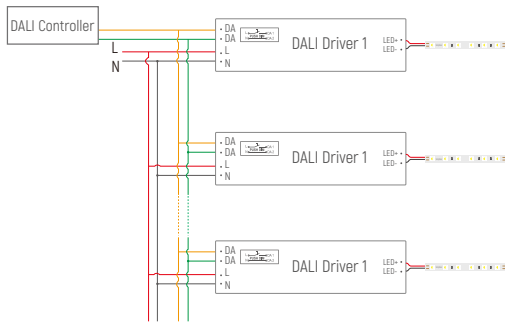 DALI Controller
L
N
DA
DA
L
N
DALI Driver 1
LED+
LED-
DA
DA
L
N
DALI Driver 1
LED+
LED-
DA
DA
L
N
DALI Driver 1
LED+
LED-